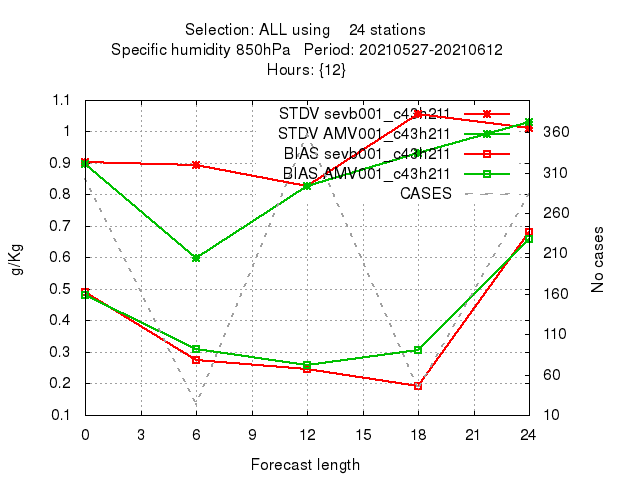 Selection: ALL using    24 stations
Specific humidity 850hPa   Period: 20210527-20210612
Hours: {12}
STDV sevb001_c43h211
STDV AMV001_c43h211
BIAS sevb001_c43h211
BIAS AMV001_c43h211
CASES
g/Kg
1.1
1
0.9
0.8
0.7
0.6
0.5
0.4
0.3
0.2
0.1
No cases
360
310
260
210
160
110
60
10
0 3 6 9 12 15 18 21 24
Forecast length